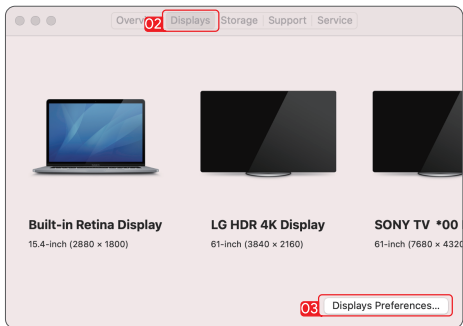 Overv 02 Displays Storage Support Service
Built-in Retina Display
15.4-inch (2880 × 1800)
LG HDR 4K Display
61-inch (3840 × 2160)
SONY TV *00
61-inch (7680 × 4320
03 Displays Preferences...